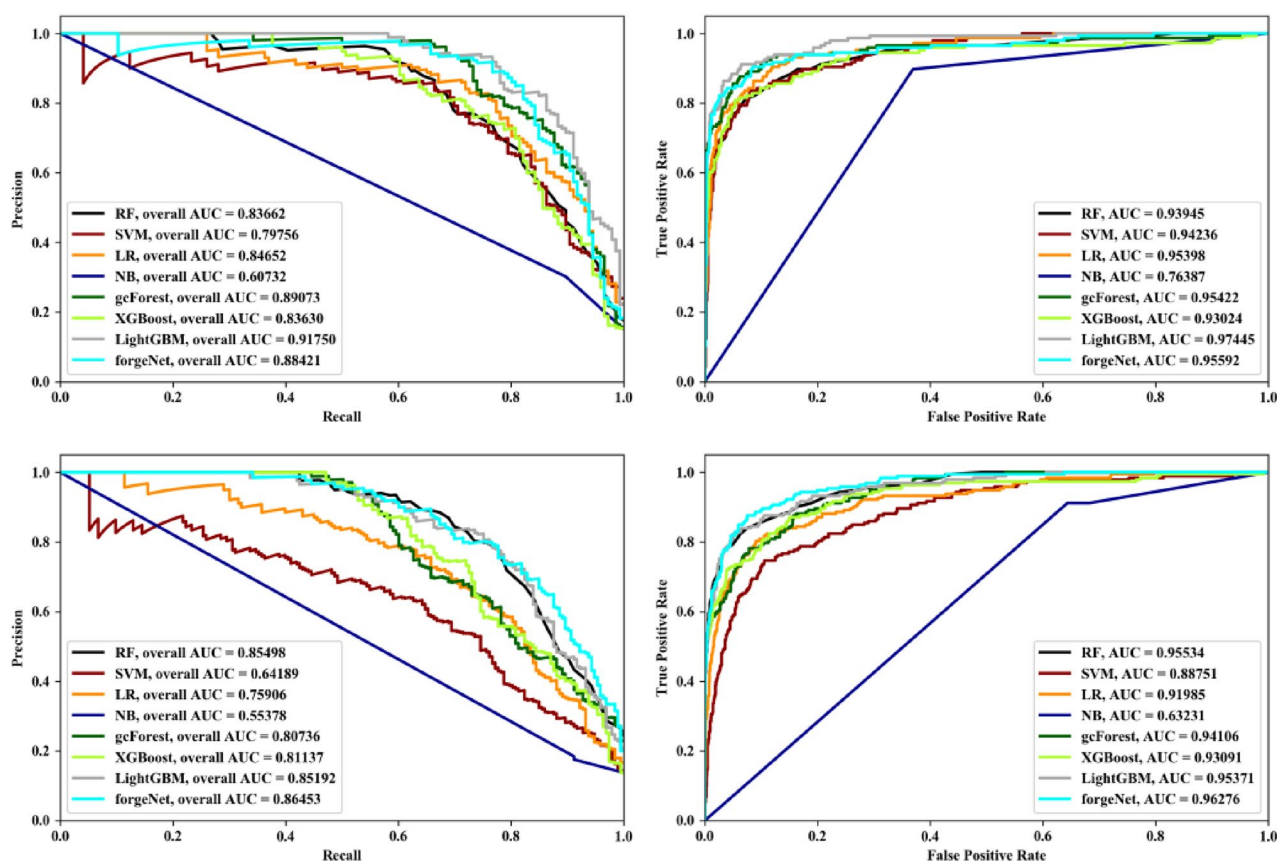 1.0
0.8
0.6
0.4
0.2
0.0
Precision
RF, overall AUC = 0.83662
SVM, overall AUC = 0.79756
LR, overall AUC = 0.84652
NB, overall AUC = 0.60732
gcForest, overall AUC = 0.89073
XGBoost, overall AUC = 0.83630
LightGBM, overall AUC = 0.91750
forgeNet, overall AUC = 0.88421
0.0 0.2 0.4 0.6 0.8 1.0
Recall
1.0
0.8
0.6
0.4
0.2
0.0
True Positive Rate
RF, AUC = 0.93945
SVM, AUC = 0.94236
LR, AUC = 0.95398
NB, AUC = 0.76387
gcForest, AUC = 0.95422
XGBoost, AUC = 0.93024
LightGBM, AUC = 0.97445
forgeNet, AUC = 0.95592
0.0 0.2 0.4 0.6 0.8 1.0
False Positive Rate
1.0
0.8
0.6
0.4
0.2
0.0
Precision
RF, overall AUC = 0.85498
SVM, overall AUC = 0.64189
LR, overall AUC = 0.75906
NB, overall AUC = 0.55378
gcForest, overall AUC = 0.80736
XGBoost, overall AUC = 0.81137
LightGBM, overall AUC = 0.85192
forgeNet, overall AUC = 0.86453
0.0 0.2 0.4 0.6 0.8 1.0
Recall
1.0
0.8
0.6
0.4
0.2
0.0
True Positive Rate
RF, AUC = 0.95534
SVM, AUC = 0.88751
LR, AUC = 0.91985
NB, AUC = 0.63231
gcForest, AUC = 0.94106
XGBoost, AUC = 0.93091
LightGBM, AUC = 0.95371
forgeNet, AUC = 0.96276
0.0 0.2 0.4 0.6 0.8 1.0
False Positive Rate